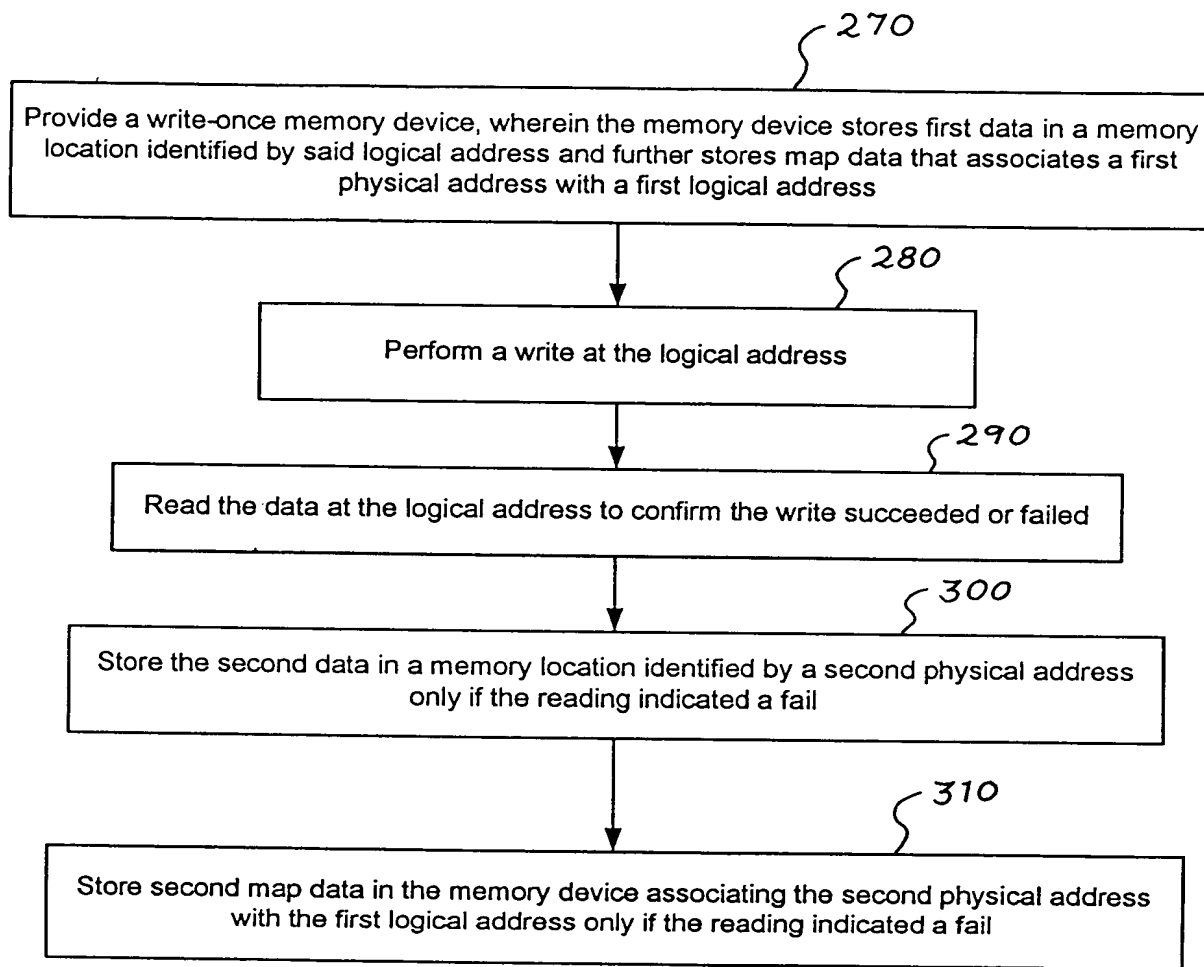 270
Provide a write-once memory device, wherein the memory device stores first data in a memory
location identified by said logical address and further stores map data that associates a first
physical address with a first logical address
280
Perform a write at the logical address
290
Read the data at the logical address to confirm the write succeeded or failed
300
Store the second data in a memory location identified by a second physical address
only if the reading indicated a fail
310
Store second map data in the memory device associating the second physical address
with the first logical address only if the reading indicated a fail